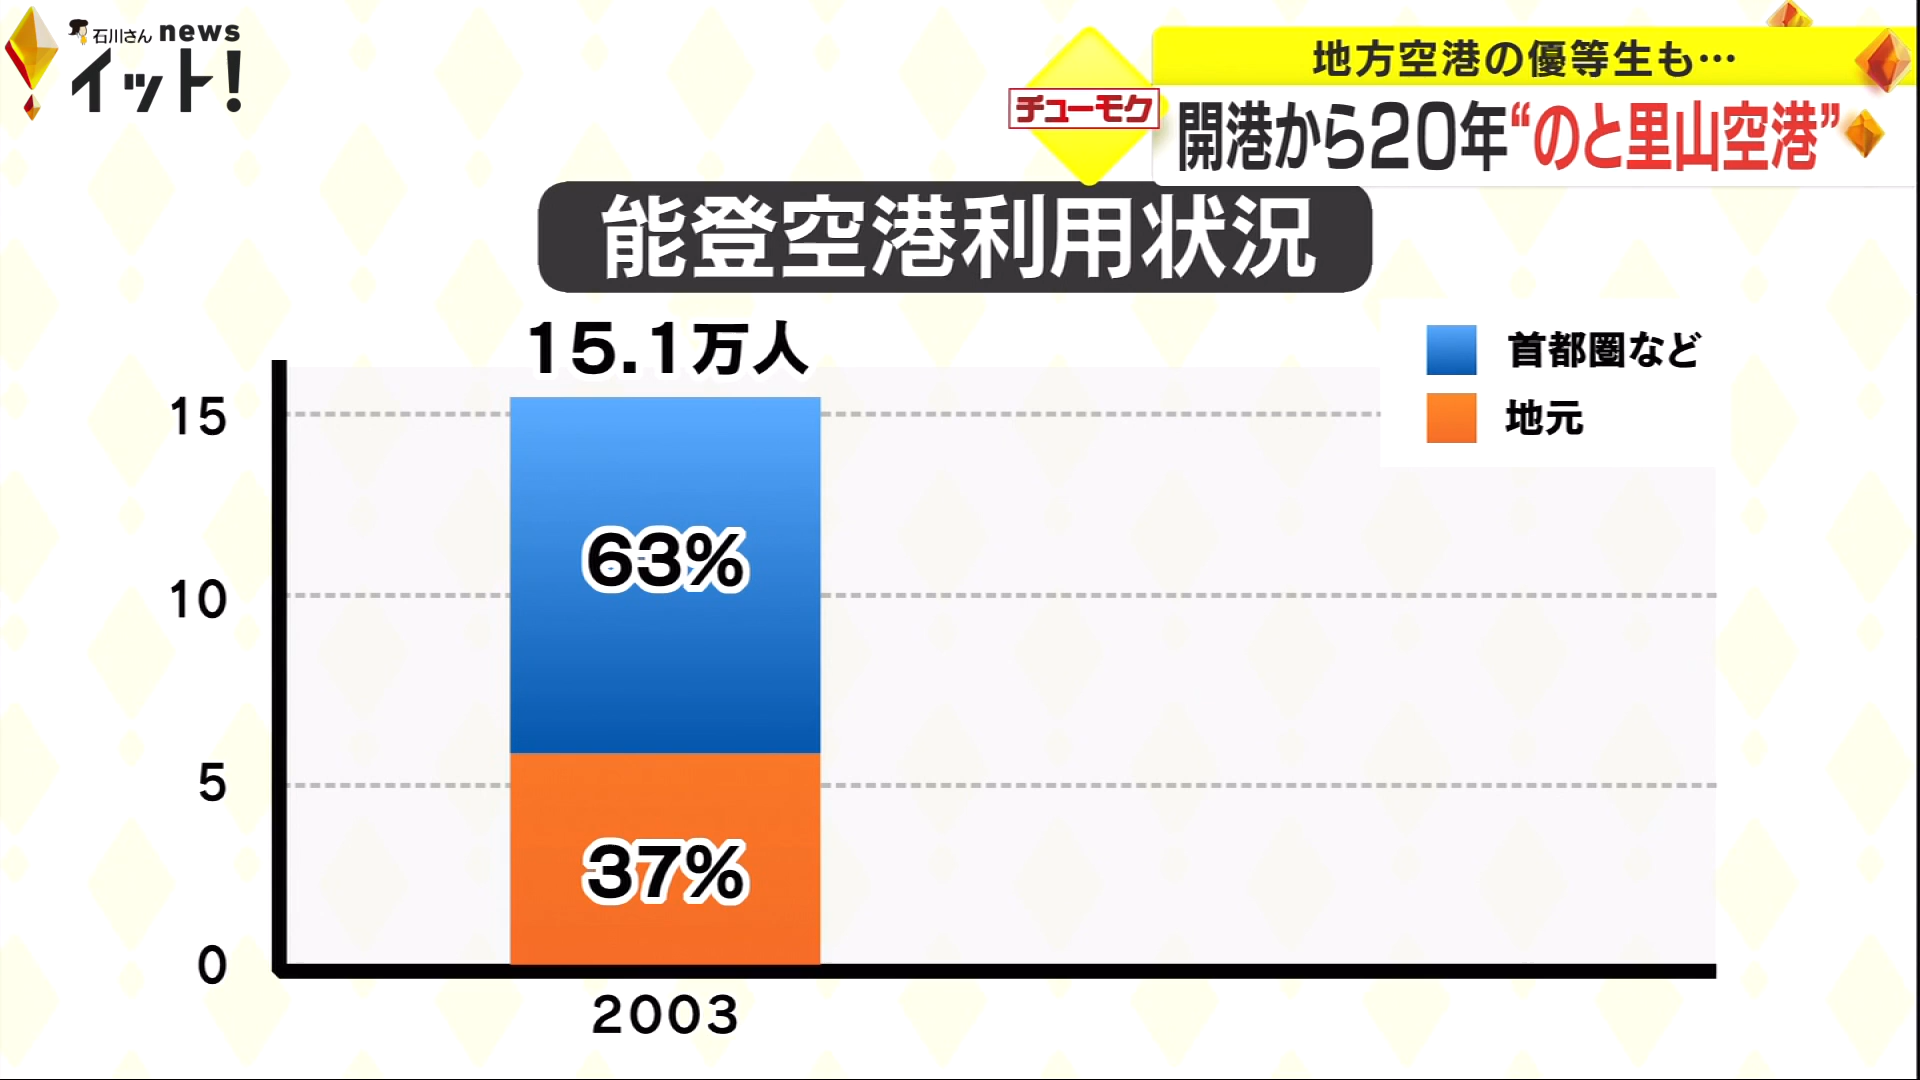 石川さん news
イット!
地方空港の優等生も…
チューモク
開港から20年“のと里山空港”
能登空港利用状況
15.1万人
首都圏など
地元
15
63%
10
5
37%
0
2003